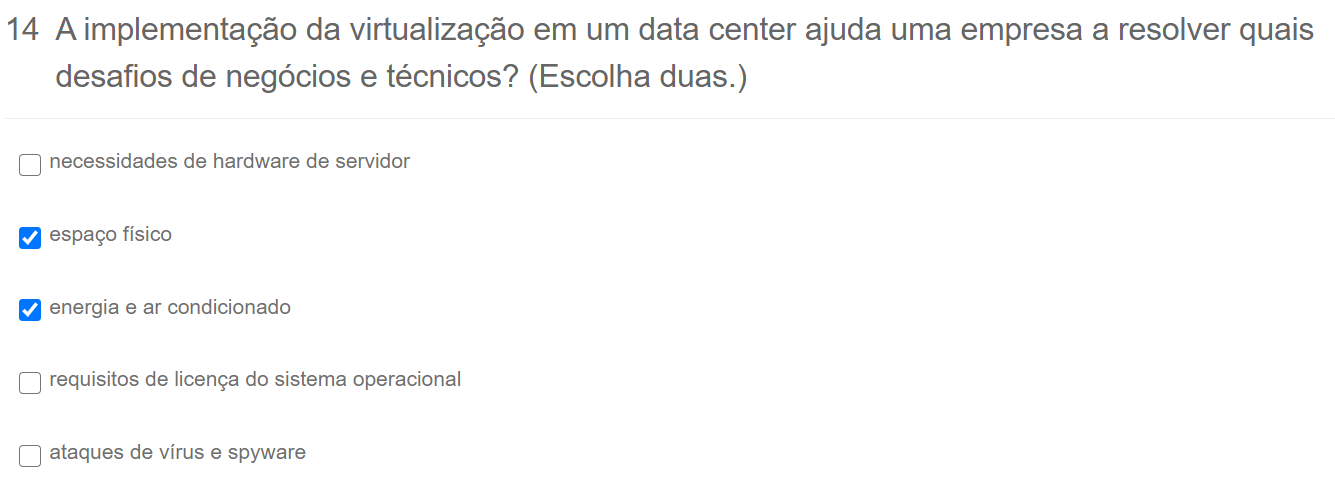 14 A implementação da virtualização em um data center ajuda uma empresa a resolver quais
desafios de negócios e técnicos? (Escolha duas.)
necessidades de hardware de servidor
espaço físico
energia e ar condicionado
requisitos de licença do sistema operacional
ataques de vírus e spyware